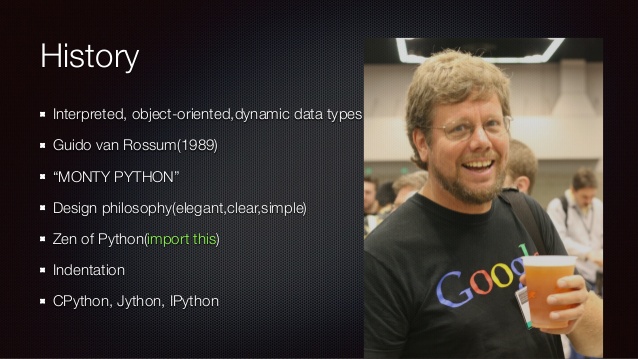 History
Interpreted, object-oriented,dynamic data types
Guido van Rossum(1989)
“MONTY PYTHON”
Design philosophy(elegant,clear,simple)
Zen of Python(import this)
Indentation
CPython, Jython, IPython
Google